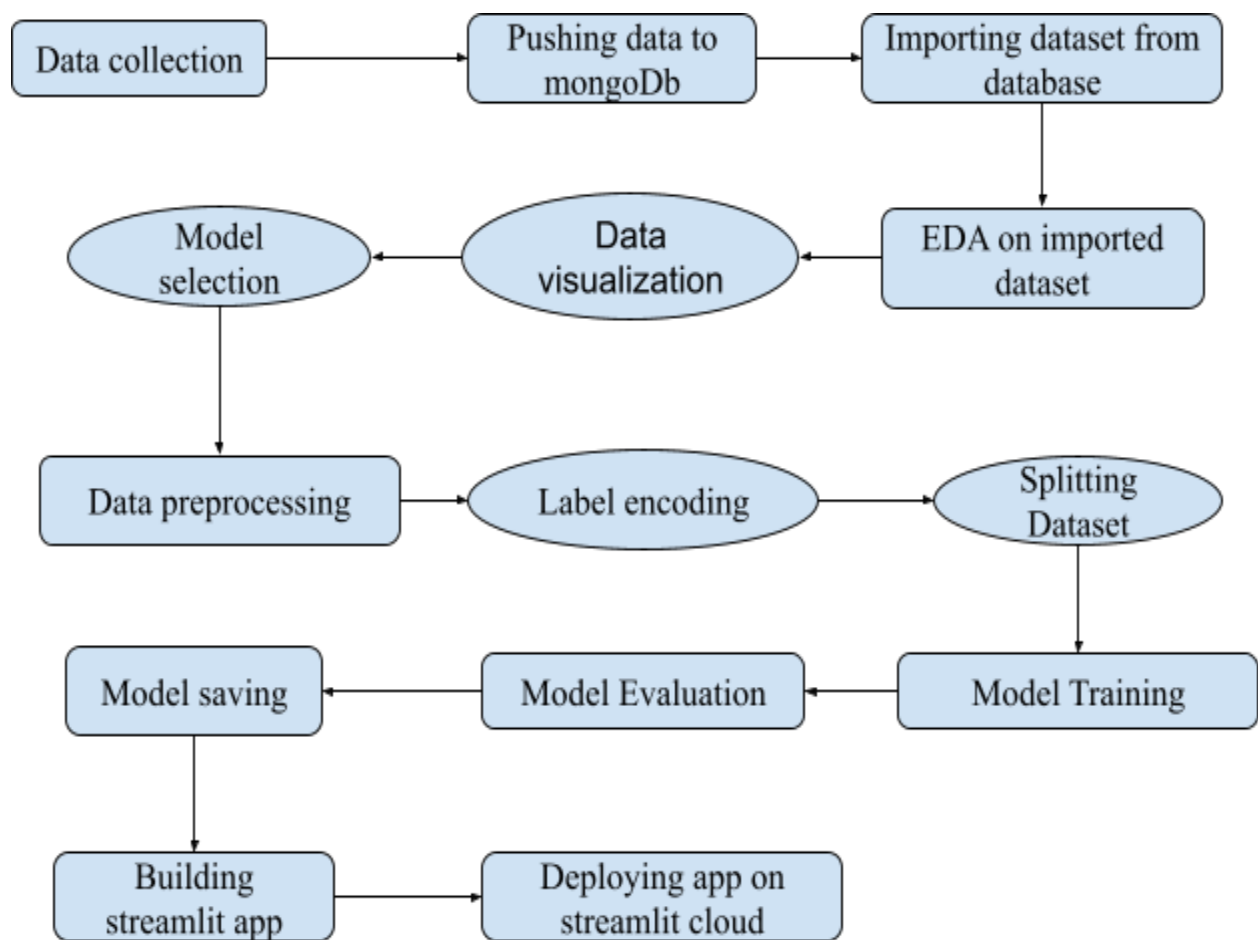 Data collection
Pushing data to
mongoDb
Importing dataset from
database
EDA on imported
dataset
Data
visualization
Model
selection
Data preprocessing
Label encoding
Splitting
Dataset
Model Training
Model Evaluation
Model saving
Building
streamlit app
Deploying app on
streamlit cloud